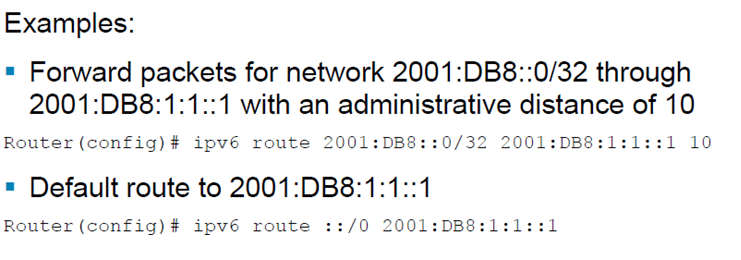 Examples:
▪ Forward packets for network 2001:DB8::0/32 through
2001:DB8:1:1::1 with an administrative distance of 10
Router(config)# ipv6 route 2001:DB8::0/32 2001:DB8:1:1::1 10
▪ Default route to 2001:DB8:1:1::1
Router(config)# ipv6 route ::/0 2001:DB8:1:1::1